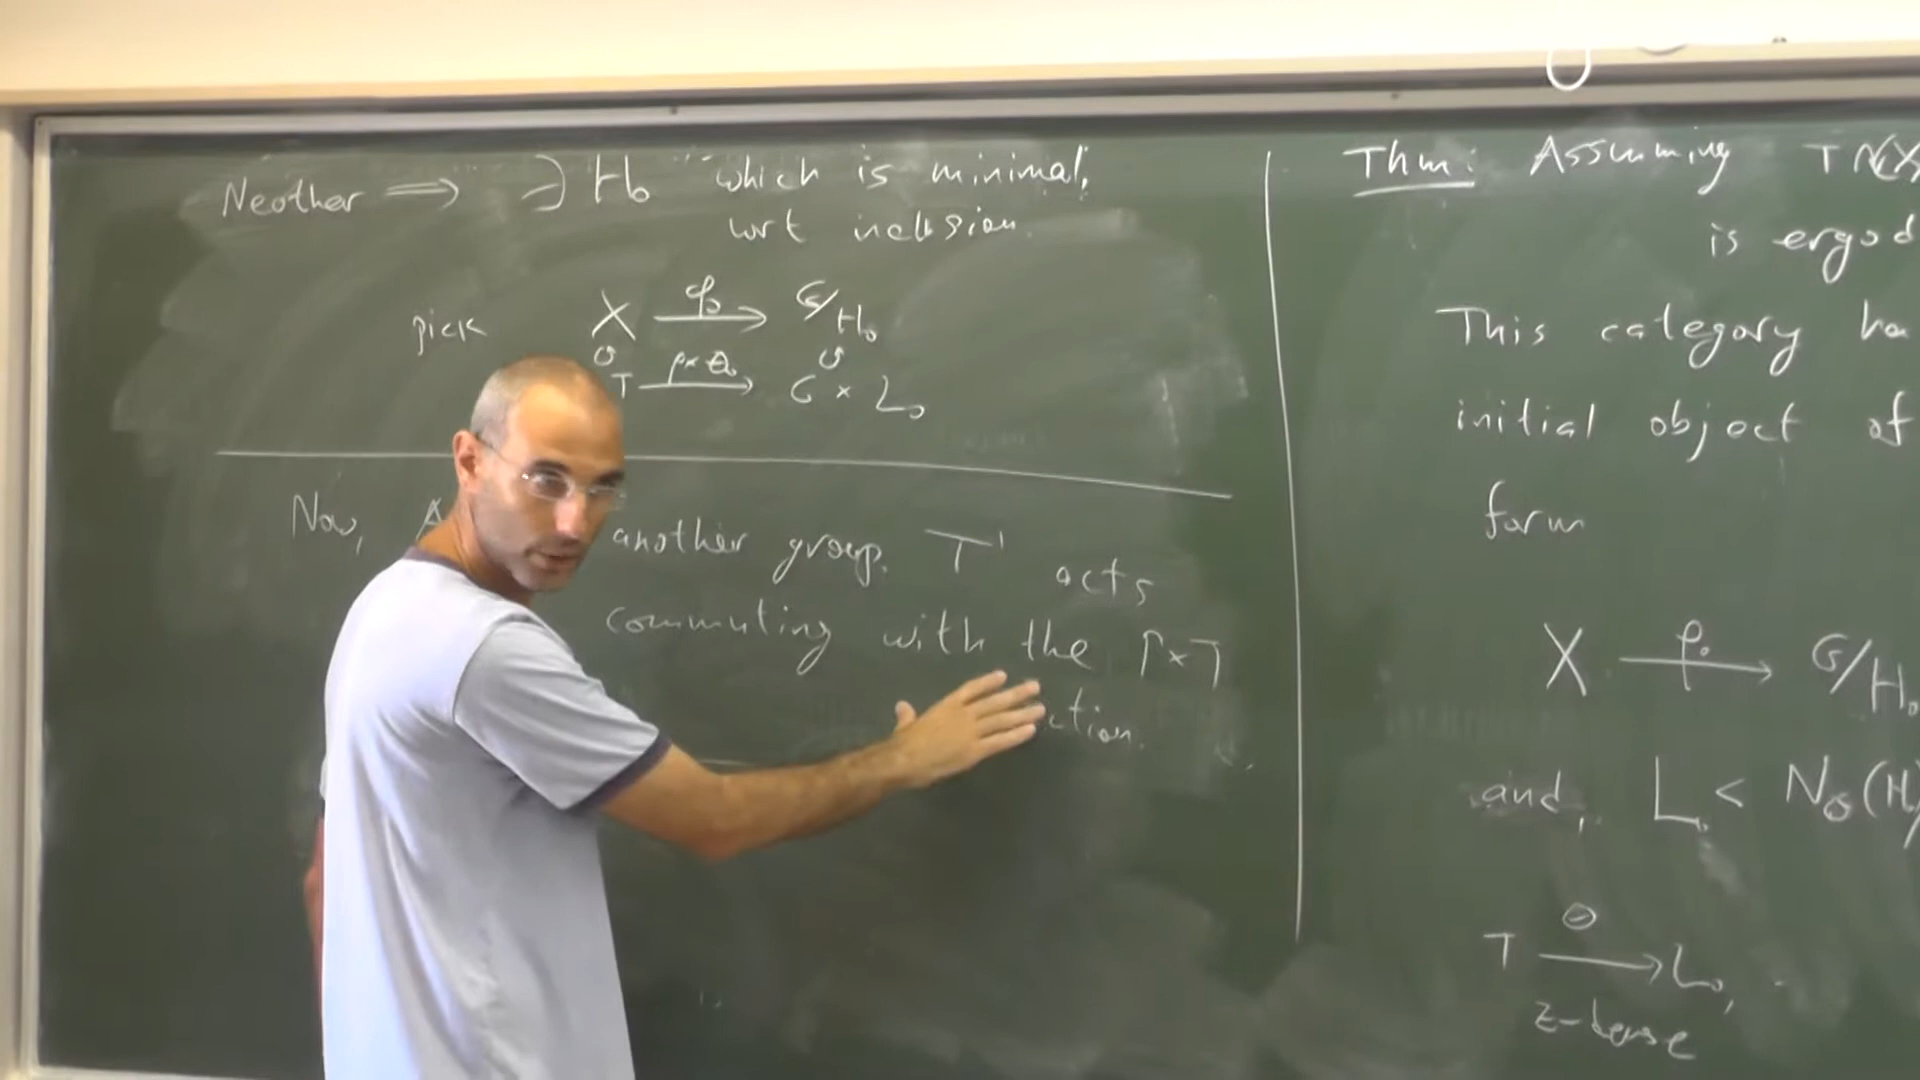 Neother ⟹ ∃ H₀ which is minimal,
wrt inclusion.
pick X —φ₀→ G/H₀
↺ ↺
T —ρ×θ₀→ G × L₀
Now, another group T' acts
commuting with the Γ×T
action.
Thm: Assuming T
is ergod
This category ha
initial object of
form
X —φ₀→ G/H₀
and, L₀ < N_G(H₀)
T —θ→ L₀,
z-dense